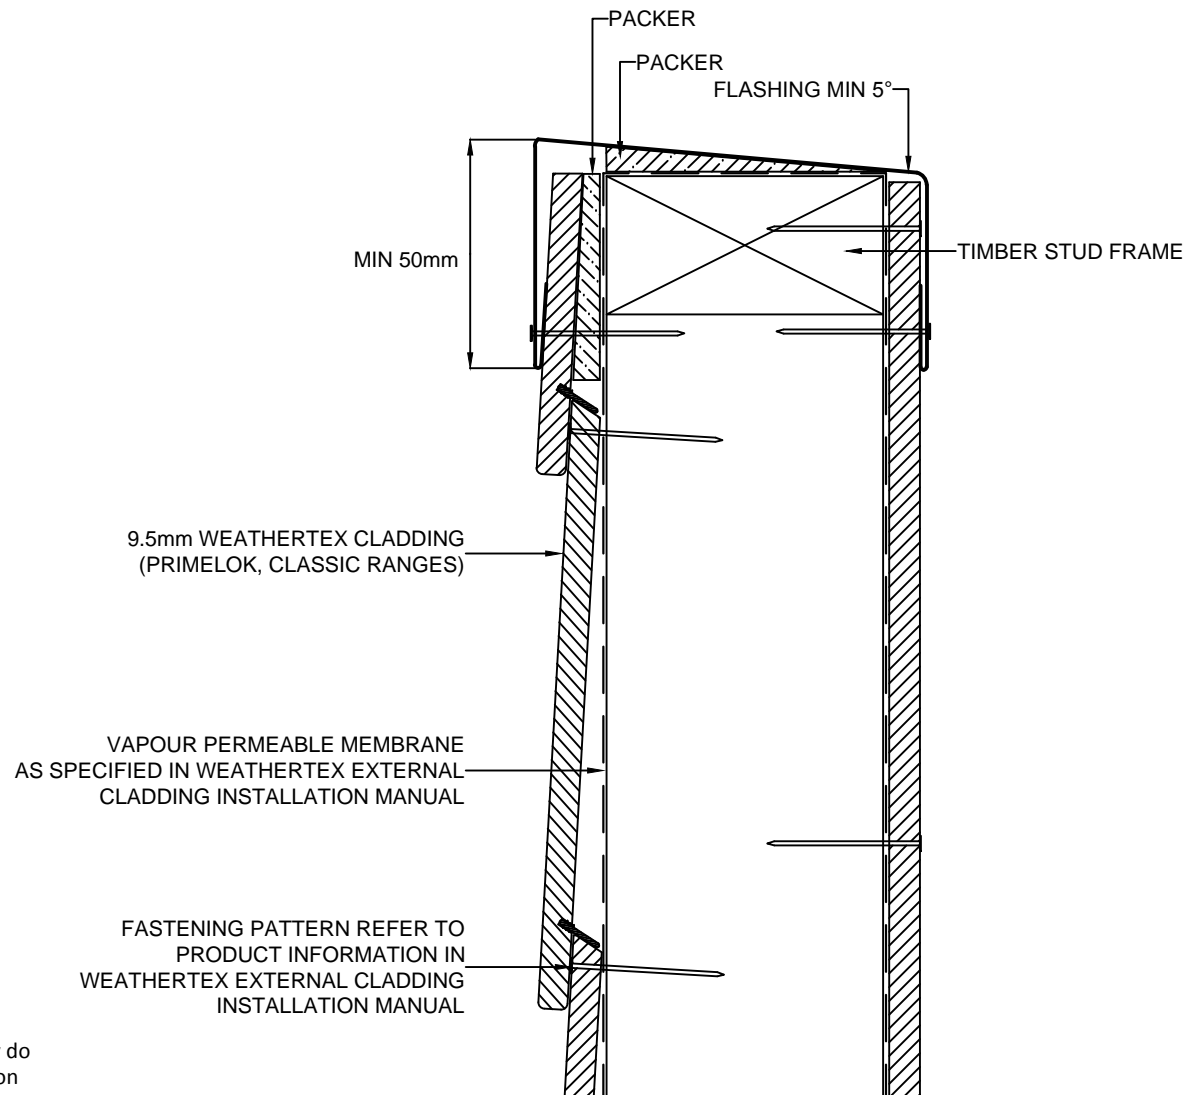 PACKER
PACKER
FLASHING MIN 5°
MIN 50mm
TIMBER STUD FRAME
9.5mm WEATHERTEX CLADDING
(PRIMELOK, CLASSIC RANGES)
VAPOUR PERMEABLE MEMBRANE
AS SPECIFIED IN WEATHERTEX EXTERNAL
CLADDING INSTALLATION MANUAL
FASTENING PATTERN REFER TO
PRODUCT INFORMATION IN
WEATHERTEX EXTERNAL CLADDING
INSTALLATION MANUAL
do